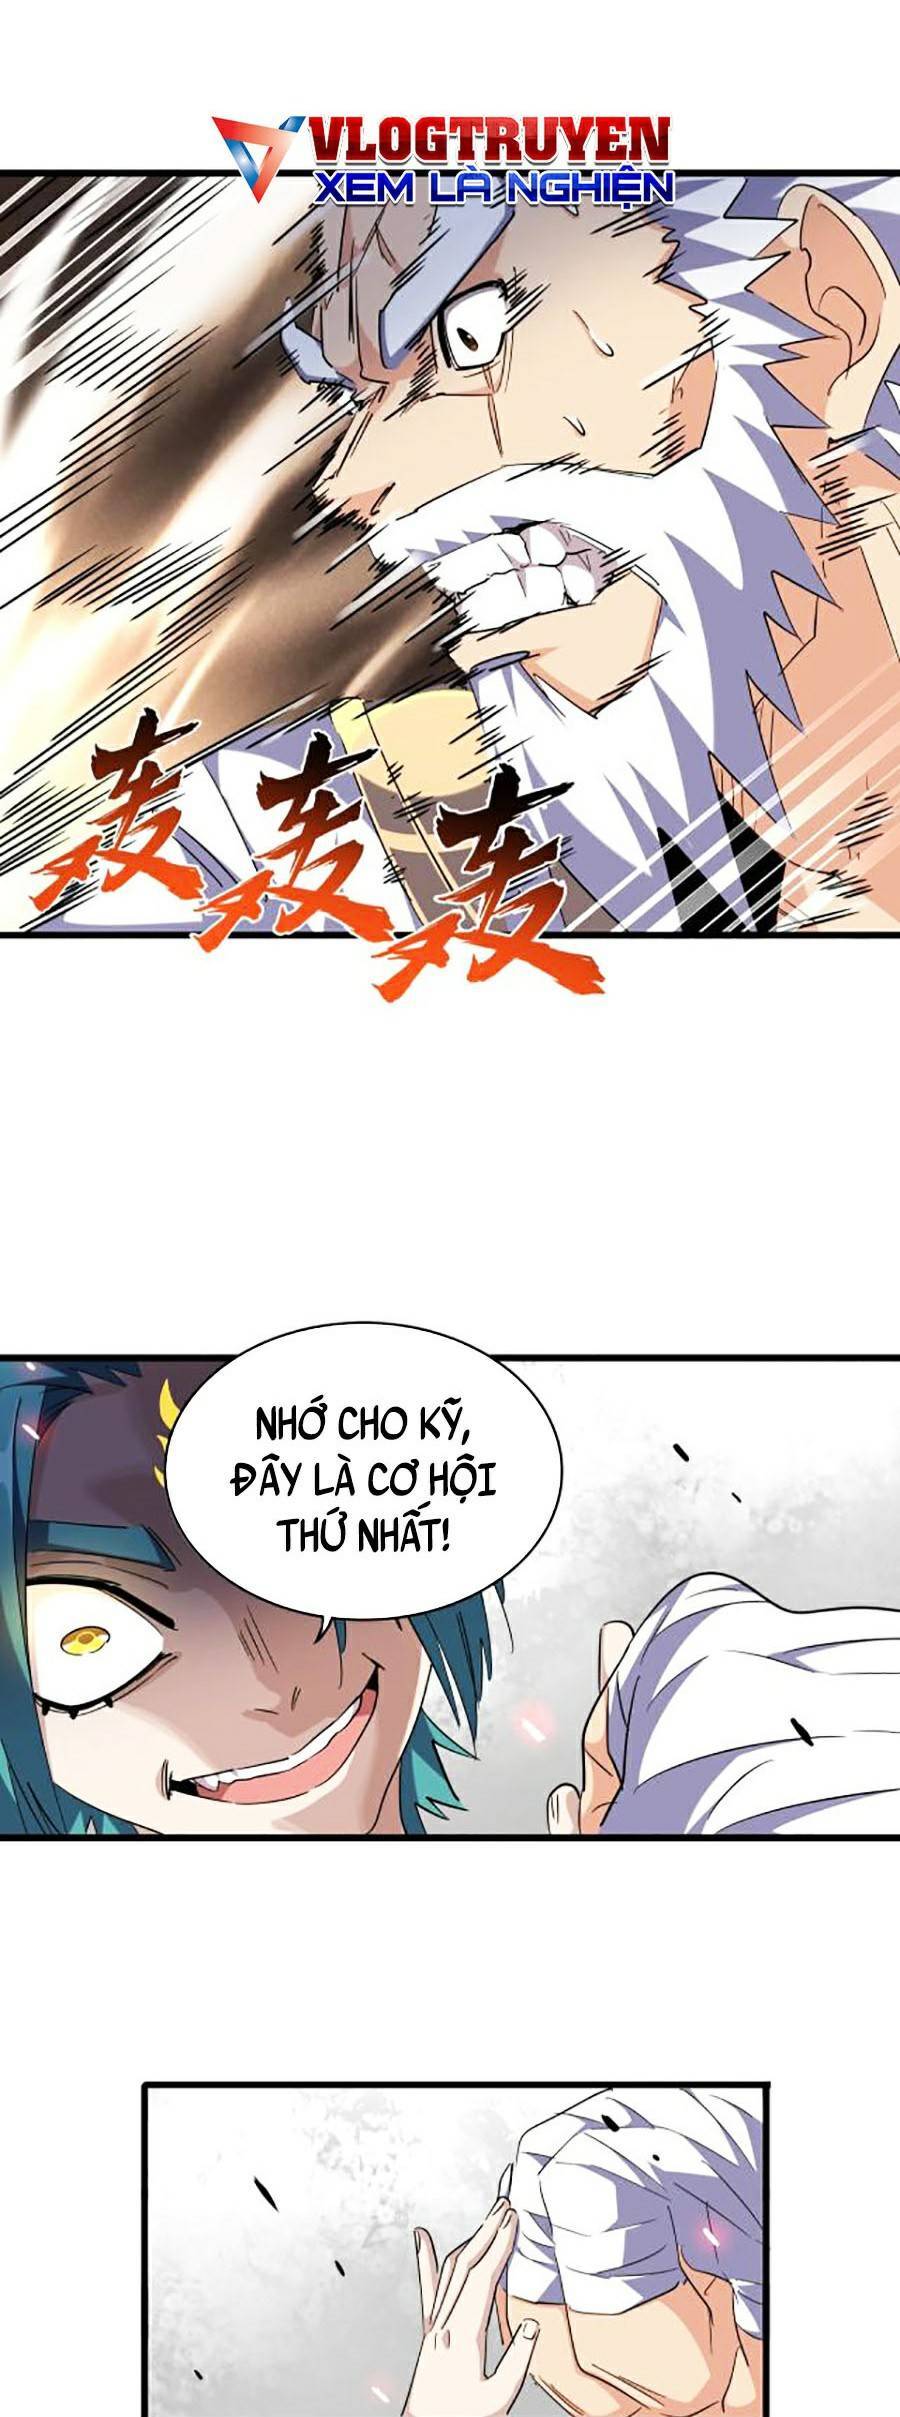 VLOGTRUYEN
XEM LÀ NGHIỆN
轰轰轰
NHỚ CHO KỸ,
ĐÂY LÀ CƠ HỘI
THỨ NHẤT!